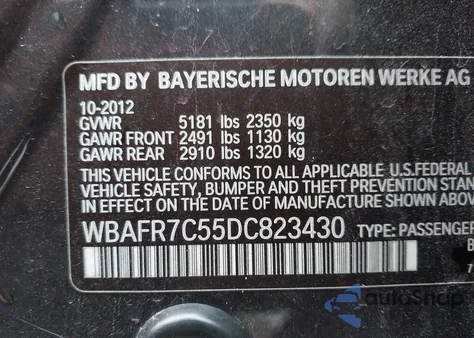 MFD BY BAYERISCHE MOTOREN WERKE AG
10-2012
GVWR 5181 lbs 2350 kg
GAWR FRONT 2491 lbs 1130 kg
GAWR REAR 2910 lbs 1320 kg
THIS VEHICLE CONFORMS TO ALL APPLICABLE U.S.FEDERAL
VEHICLE SAFETY, BUMPER AND THEFT PREVENTION STAN
IN EFFECT ON THE DATE OF MANUFACTURE SHOWN ABOV
WBAFR7C55DC823430 TYPE: PASSENGER
B
7
autoSnap